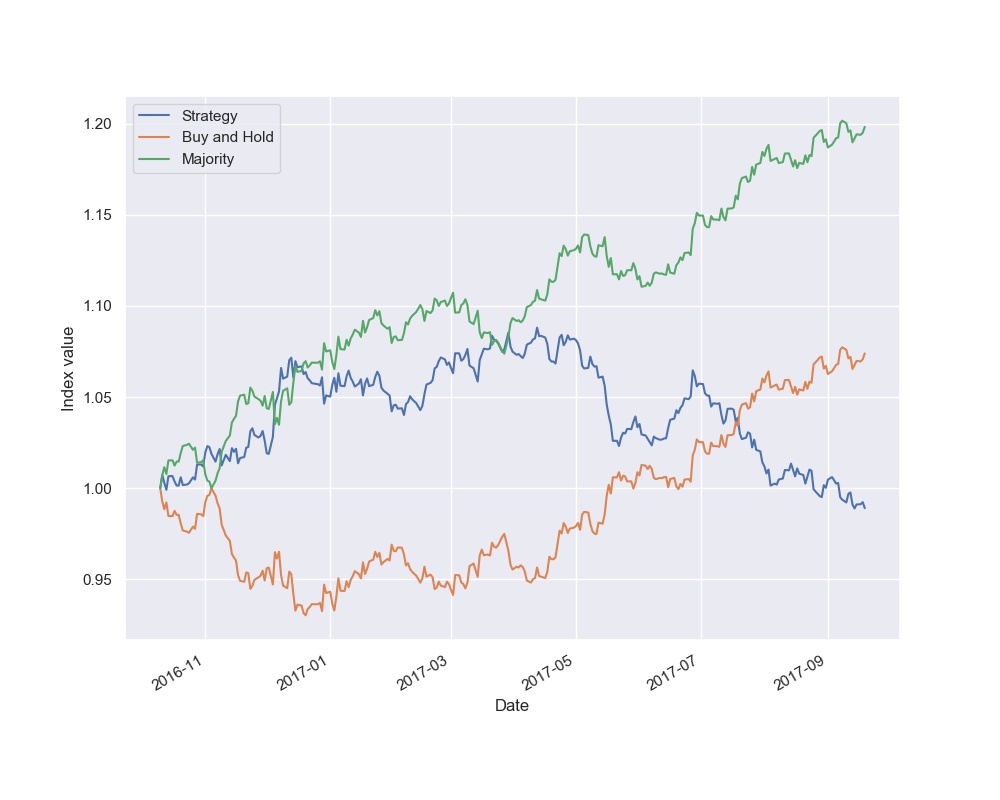 Strategy
Buy and Hold
Majority
1.20
1.15
1.10
1.05
1.00
0.95
Index value
2016-11
2017-01
2017-03
2017-05
2017-07
2017-09
Date